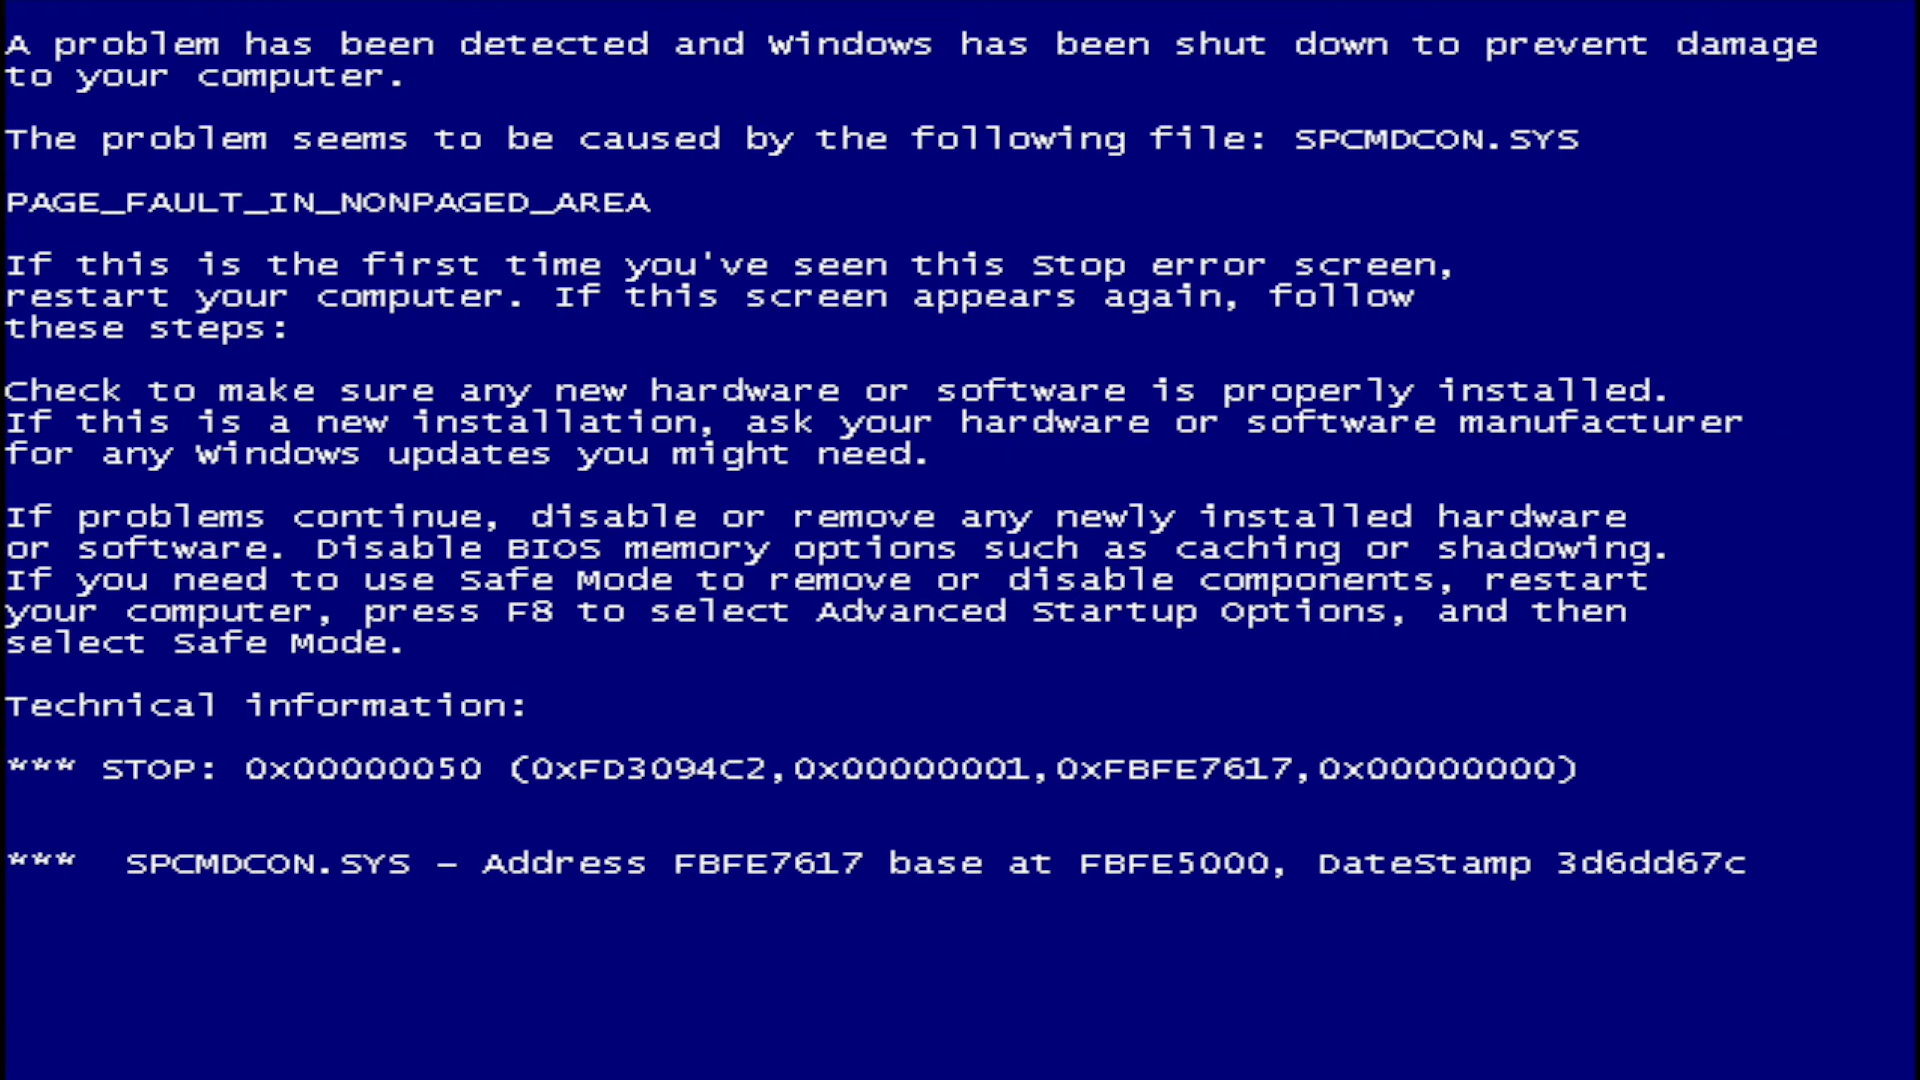 A problem has been detected and Windows has been shut down to prevent damage
to your computer.
The problem seems to be caused by the following file: SPCMDCON.SYS
PAGE_FAULT_IN_NONPAGED_AREA
If this is the first time you've seen this Stop error screen,
restart your computer. If this screen appears again, follow
these steps:
Check to make sure any new hardware or software is properly installed.
If this is a new installation, ask your hardware or software manufacturer
for any Windows updates you might need.
If problems continue, disable or remove any newly installed hardware
or software. Disable BIOS memory options such as caching or shadowing.
If you need to use Safe Mode to remove or disable components, restart
your computer, press F8 to select Advanced Startup Options, and then
select Safe Mode.
Technical information:
*** STOP: 0x00000050 (0xFD3094C2,0x00000001,0xFBFE7617,0x00000000)
***  SPCMDCON.SYS – Address FBFE7617 base at FBFE5000, DateStamp 3d6dd67c